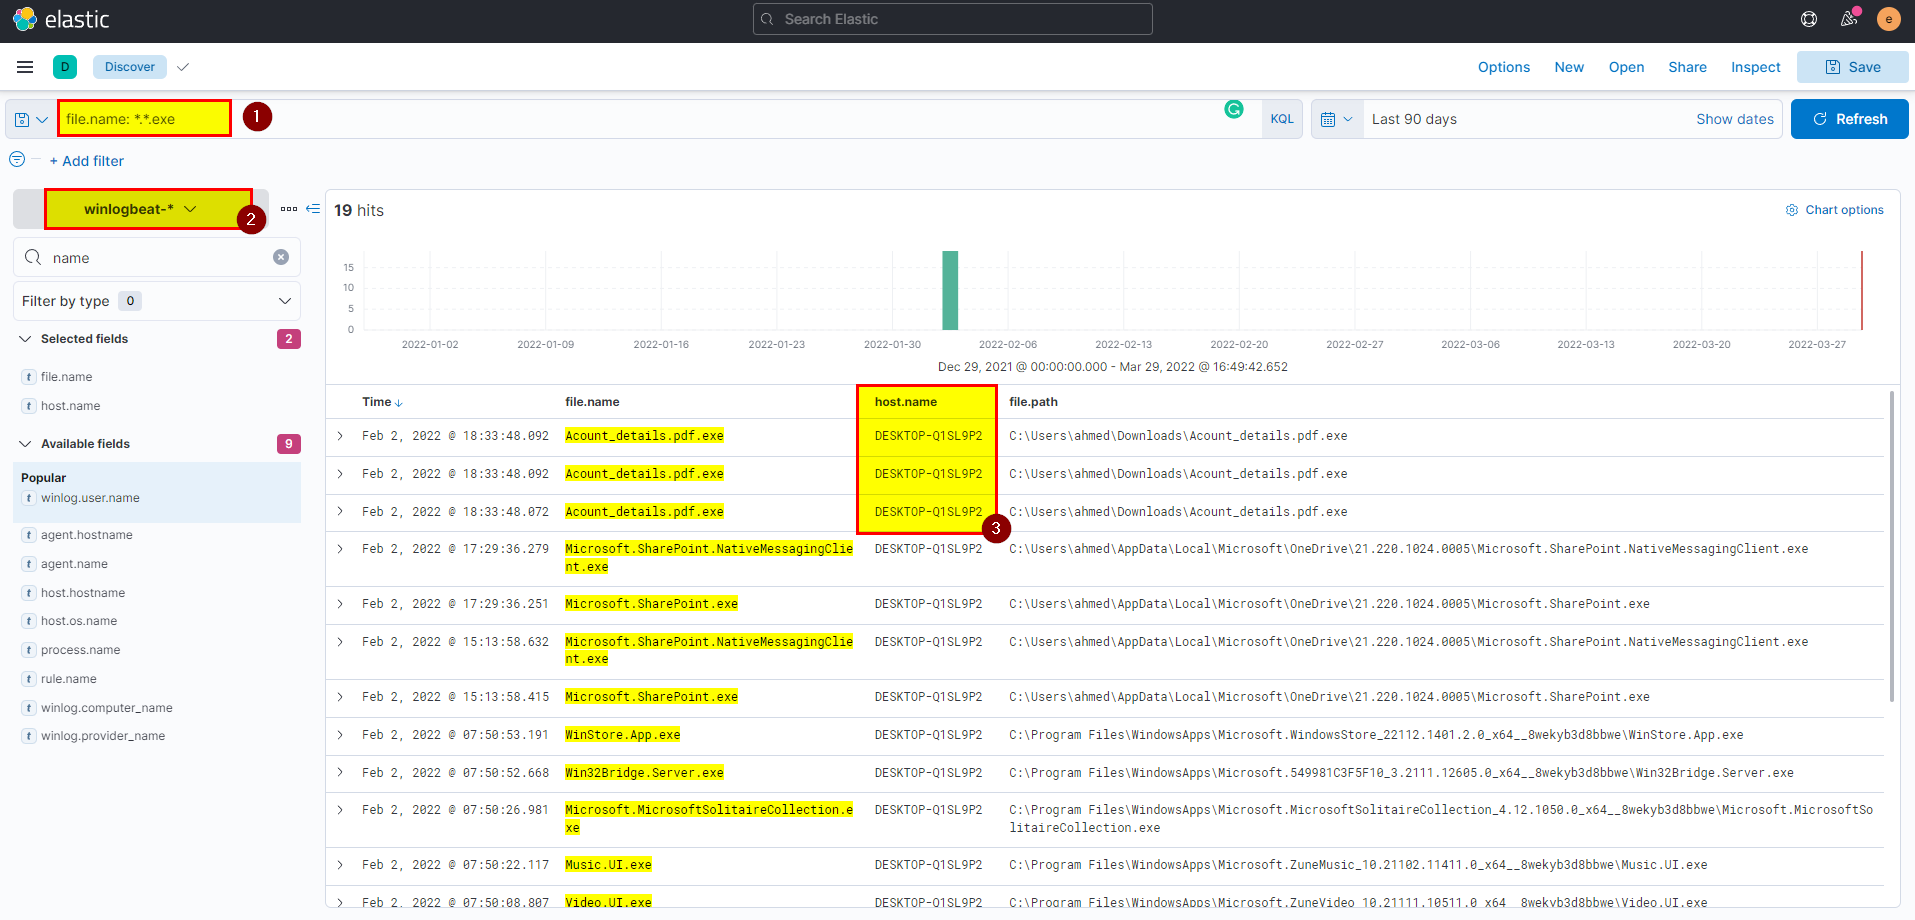 elastic
Search Elastic
e
D
Discover
Options
New
Open
Share
Inspect
Save
file.name: *.*.exe
1
KQL
Last 90 days
Show dates
Refresh
+ Add filter
winlogbeat-*
2
name
Filter by type 0
Selected fields 2
t file.name
t host.name
Available fields 9
Popular
t winlog.user.name
t agent.hostname
t agent.name
t host.hostname
t host.os.name
t process.name
t rule.name
t winlog.computer_name
t winlog.provider_name
19 hits
Chart options
15
10
5
0
2022-01-02 2022-01-09 2022-01-16 2022-01-23 2022-01-30 2022-02-06 2022-02-13 2022-02-20 2022-02-27 2022-03-06 2022-03-13 2022-03-20 2022-03-27
Dec 29, 2021 @ 00:00:00.000 - Mar 29, 2022 @ 16:49:42.652
Time file.name host.name file.path
Feb 2, 2022 @ 18:33:48.092 Acount_details.pdf.exe DESKTOP-Q1SL9P2 C:\Users\ahmed\Downloads\Acount_details.pdf.exe
Feb 2, 2022 @ 18:33:48.092 Acount_details.pdf.exe DESKTOP-Q1SL9P2 C:\Users\ahmed\Downloads\Acount_details.pdf.exe
Feb 2, 2022 @ 18:33:48.072 Acount_details.pdf.exe DESKTOP-Q1SL9P2 C:\Users\ahmed\Downloads\Acount_details.pdf.exe
3
Feb 2, 2022 @ 17:29:36.279 Microsoft.SharePoint.NativeMessagingClie DESKTOP-Q1SL9P2 C:\Users\ahmed\AppData\Local\Microsoft\OneDrive\21.220.1024.0005\Microsoft.SharePoint.NativeMessagingClient.exe
nt.exe
Feb 2, 2022 @ 17:29:36.251 Microsoft.SharePoint.exe DESKTOP-Q1SL9P2 C:\Users\ahmed\AppData\Local\Microsoft\OneDrive\21.220.1024.0005\Microsoft.SharePoint.exe
Feb 2, 2022 @ 15:13:58.632 Microsoft.SharePoint.NativeMessagingClie DESKTOP-Q1SL9P2 C:\Users\ahmed\AppData\Local\Microsoft\OneDrive\21.220.1024.0005\Microsoft.SharePoint.NativeMessagingClient.exe
nt.exe
Feb 2, 2022 @ 15:13:58.415 Microsoft.SharePoint.exe DESKTOP-Q1SL9P2 C:\Users\ahmed\AppData\Local\Microsoft\OneDrive\21.220.1024.0005\Microsoft.SharePoint.exe
Feb 2, 2022 @ 07:50:53.191 WinStore.App.exe DESKTOP-Q1SL9P2 C:\Program Files\WindowsApps\Microsoft.WindowsStore_22112.1401.2.0_x64__8wekyb3d8bbwe\WinStore.App.exe
Feb 2, 2022 @ 07:50:52.668 Win32Bridge.Server.exe DESKTOP-Q1SL9P2 C:\Program Files\WindowsApps\Microsoft.549981C3F5F10_3.2111.12605.0_x64__8wekyb3d8bbwe\Win32Bridge.Server.exe
Feb 2, 2022 @ 07:50:26.981 Microsoft.MicrosoftSolitaireCollection.e DESKTOP-Q1SL9P2 C:\Program Files\WindowsApps\Microsoft.MicrosoftSolitaireCollection_4.12.1050.0_x64__8wekyb3d8bbwe\Microsoft.MicrosoftSo
xe litaireCollection.exe
Feb 2, 2022 @ 07:50:22.117 Music.UI.exe DESKTOP-Q1SL9P2 C:\Program Files\WindowsApps\Microsoft.ZuneMusic_10.21102.11411.0_x64__8wekyb3d8bbwe\Music.UI.exe
Feb 2, 2022 @ 07:50:08.807 Video.UI.exe DESKTOP-Q1SL9P2 C:\Program Files\WindowsApps\Microsoft.ZuneVideo_10.21111.10511.0_x64__8wekyb3d8bbwe\Video.UI.exe